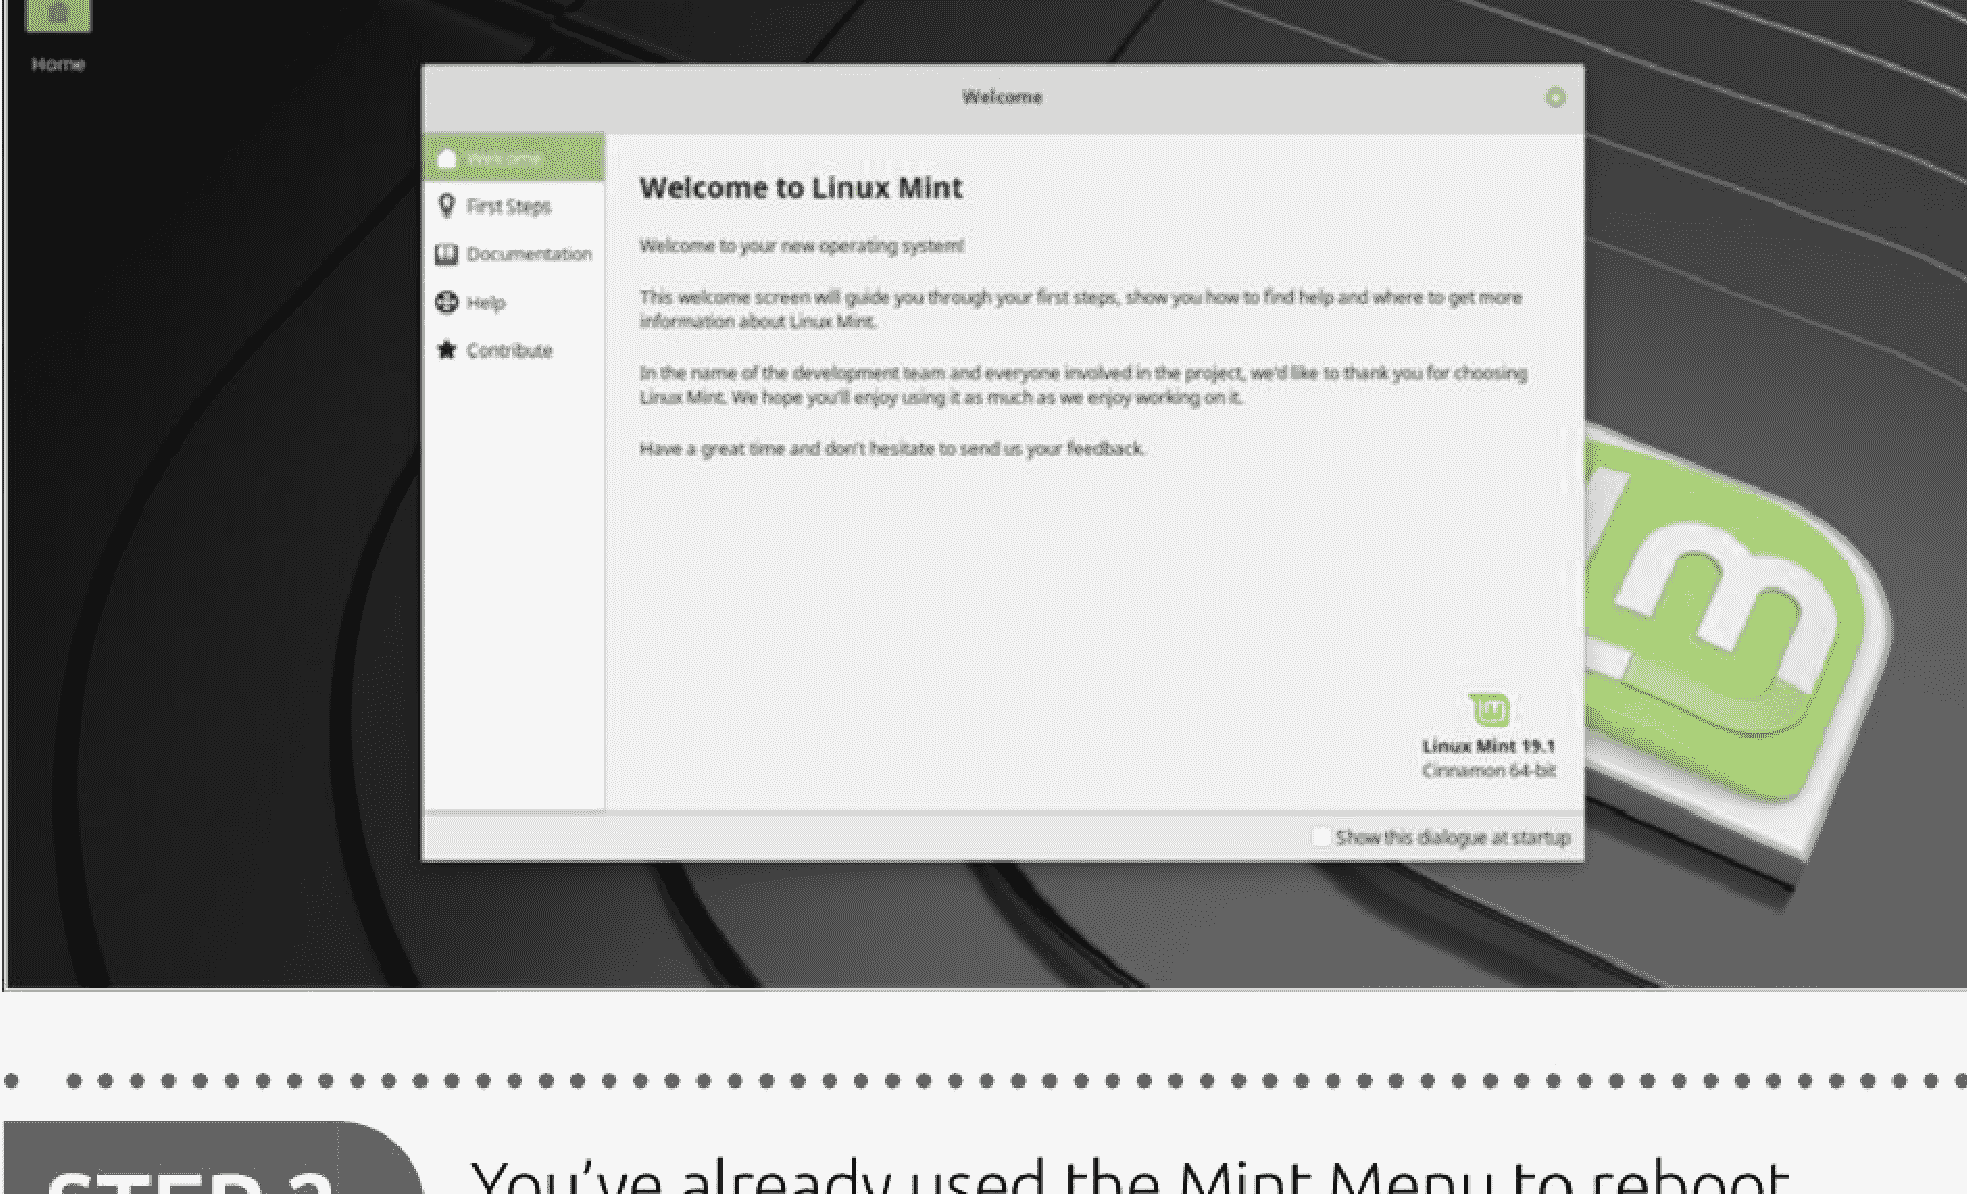 Home
Welcome
Welcome
First Steps
Documentation
Help
Contribute
Welcome to Linux Mint
Welcome to your new operating system!
This welcome screen will guide you through your first steps, show you how to find help and where to get more
information about Linux Mint.
In the name of the development team and everyone involved in the project, we'd like to thank you for choosing
Linux Mint. We hope you'll enjoy using it as much as we enjoy working on it.
Have a great time and don't hesitate to send us your feedback.
Linux Mint 19.1
Cinnamon 64-bit
Show this dialogue at startup
STEP 2
You've already used the Mint Menu to reboot